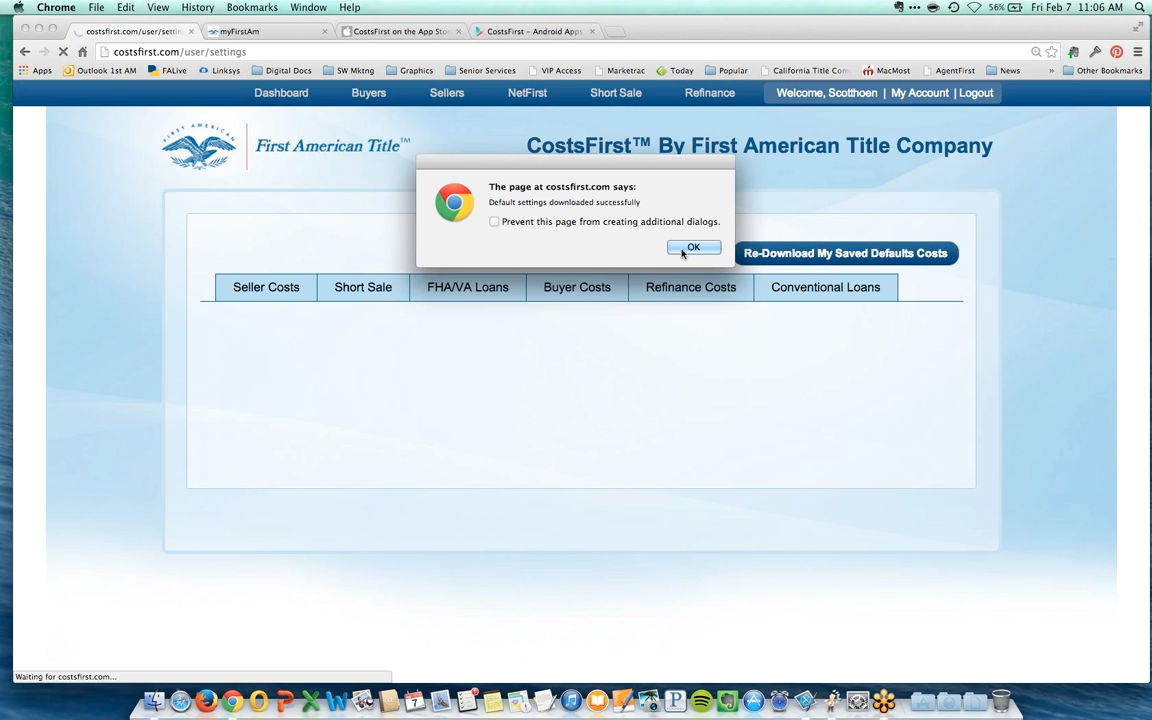 Chrome File Edit View History Bookmarks Window Help 56% Fri Feb 7 11:06 AM
costsfirst.com/user/settin myFirstAm CostsFirst on the App Sto CostsFirst – Android Apps
costsfirst.com/user/settings
Apps Outlook 1st AM FALive Linksys Digital Docs SW Mktng Graphics Senior Services VIP Access Marketrac Today Popular California Title Com MacMost AgentFirst News » Other Bookmarks
Dashboard Buyers Sellers NetFirst Short Sale Refinance Welcome, Scotthoen | My Account | Logout
FIRST AMERICAN
First American Title™ CostsFirst™ By First American Title Company
The page at costsfirst.com says:
Default settings downloaded successfully
Prevent this page from creating additional dialogs.
OK
Re-Download My Saved Defaults Costs
Seller Costs Short Sale FHA/VA Loans Buyer Costs Refinance Costs Conventional Loans
Waiting for costsfirst.com...